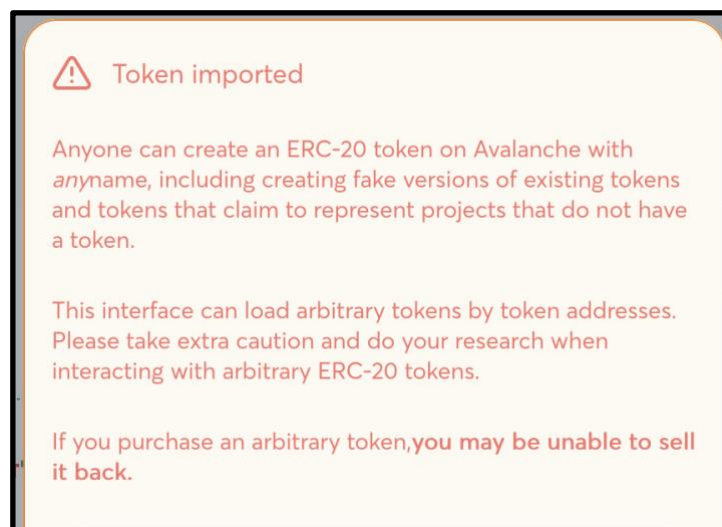 Token imported
Anyone can create an ERC-20 token on Avalanche with
anyname, including creating fake versions of existing tokens
and tokens that claim to represent projects that do not have
a token.
This interface can load arbitrary tokens by token addresses.
Please take extra caution and do your research when
interacting with arbitrary ERC-20 tokens.
If you purchase an arbitrary token,you may be unable to sell
it back.